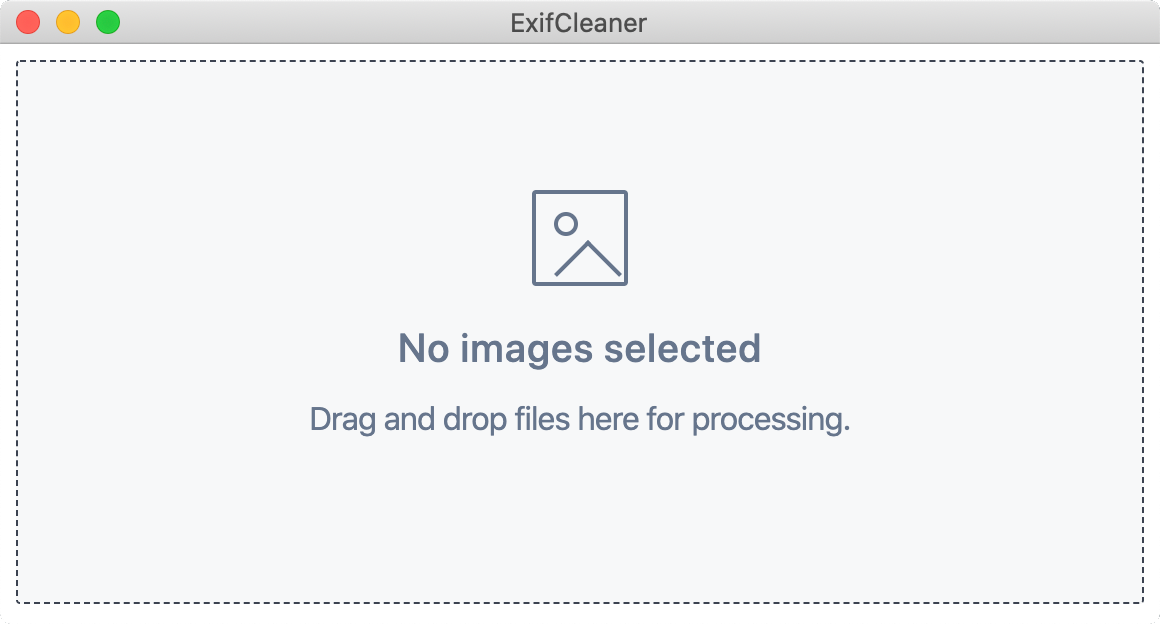 ExifCleaner
No images selected
Drag and drop files here for processing.